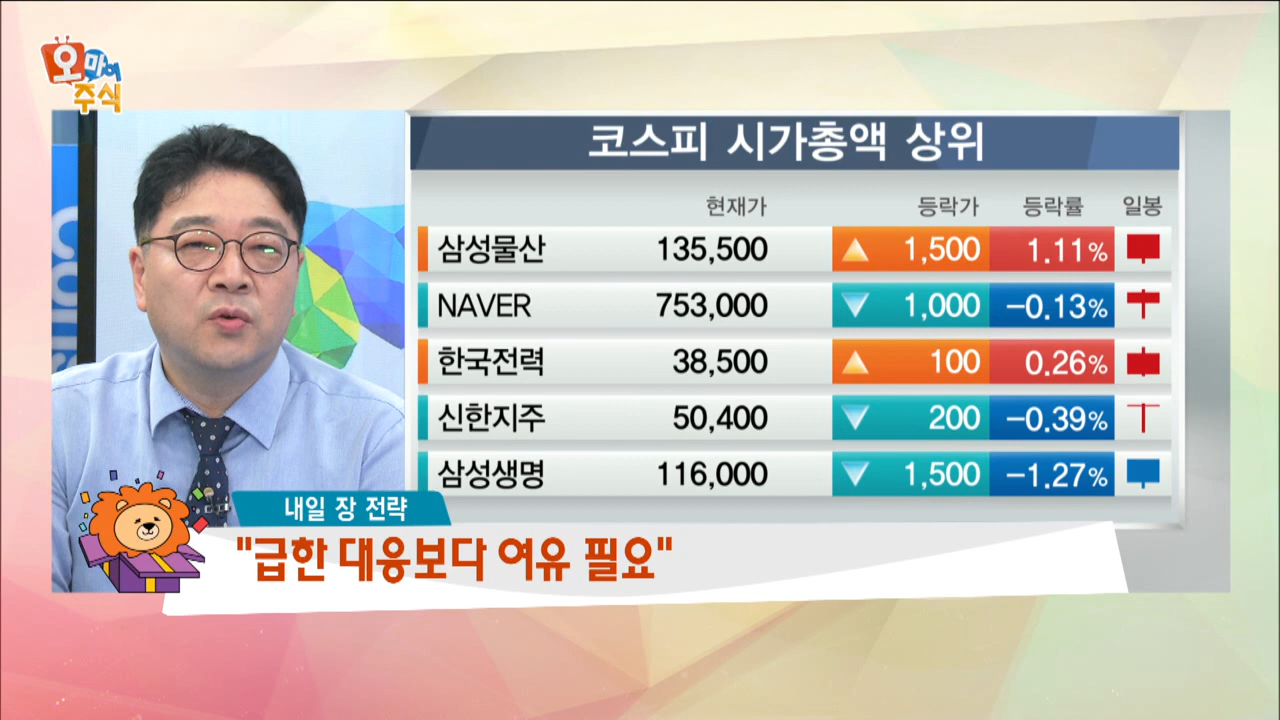 오마이
주식
코스피 시가총액 상위
현재가 등락가 등락률 일봉
삼성물산 135,500 ▲ 1,500 1.11%
NAVER 753,000 ▼ 1,000 -0.13%
한국전력 38,500 ▲ 100 0.26%
신한지주 50,400 ▼ 200 -0.39%
삼성생명 116,000 ▼ 1,500 -1.27%
내일 장 전략
"급한 대응보다 여유 필요"